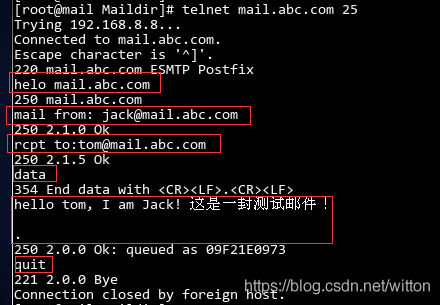 [root@mail Maildir]# telnet mail.abc.com 25
Trying 192.168.8.8...
Connected to mail.abc.com.
Escape character is '^]'.
220 mail.abc.com ESMTP Postfix
helo mail.abc.com
250 mail.abc.com
mail from: jack@mail.abc.com
250 2.1.0 Ok
rcpt to:tom@mail.abc.com
250 2.1.5 Ok
data
354 End data with <CR><LF>.<CR><LF>
hello tom, I am Jack! 这是一封测试邮件！
.
250 2.0.0 Ok: queued as 09F21E0973
quit
221 2.0.0 Bye
Connection closed by foreign host.
https://blog.csdn.net/witton